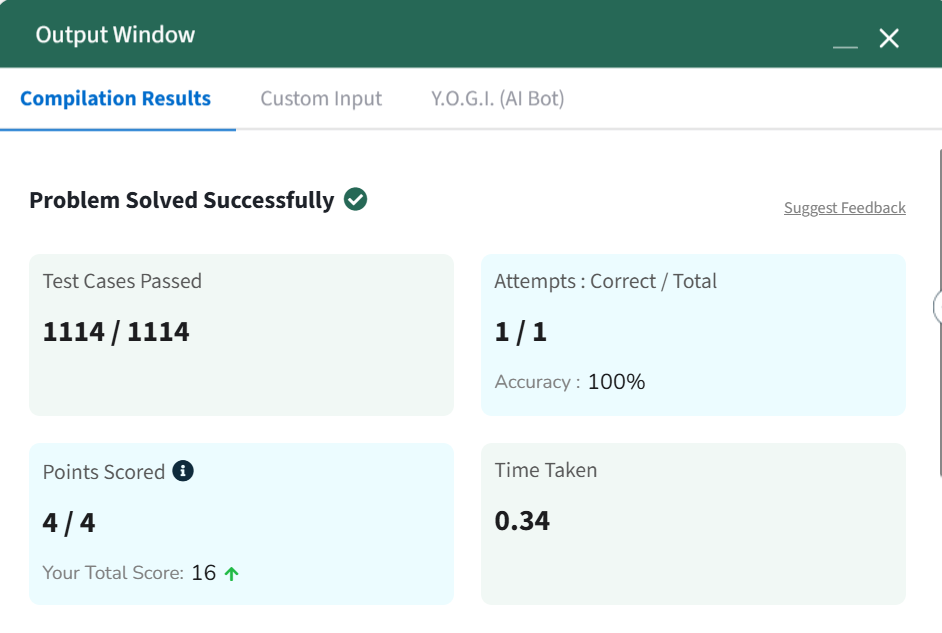 Output Window
Compilation Results
Custom Input
Y.O.G.I. (AI Bot)
Problem Solved Successfully
Suggest Feedback
Test Cases Passed
1114 / 1114
Attempts : Correct / Total
1 / 1
Accuracy : 100%
Points Scored
4 / 4
Your Total Score: 16
Time Taken
0.34